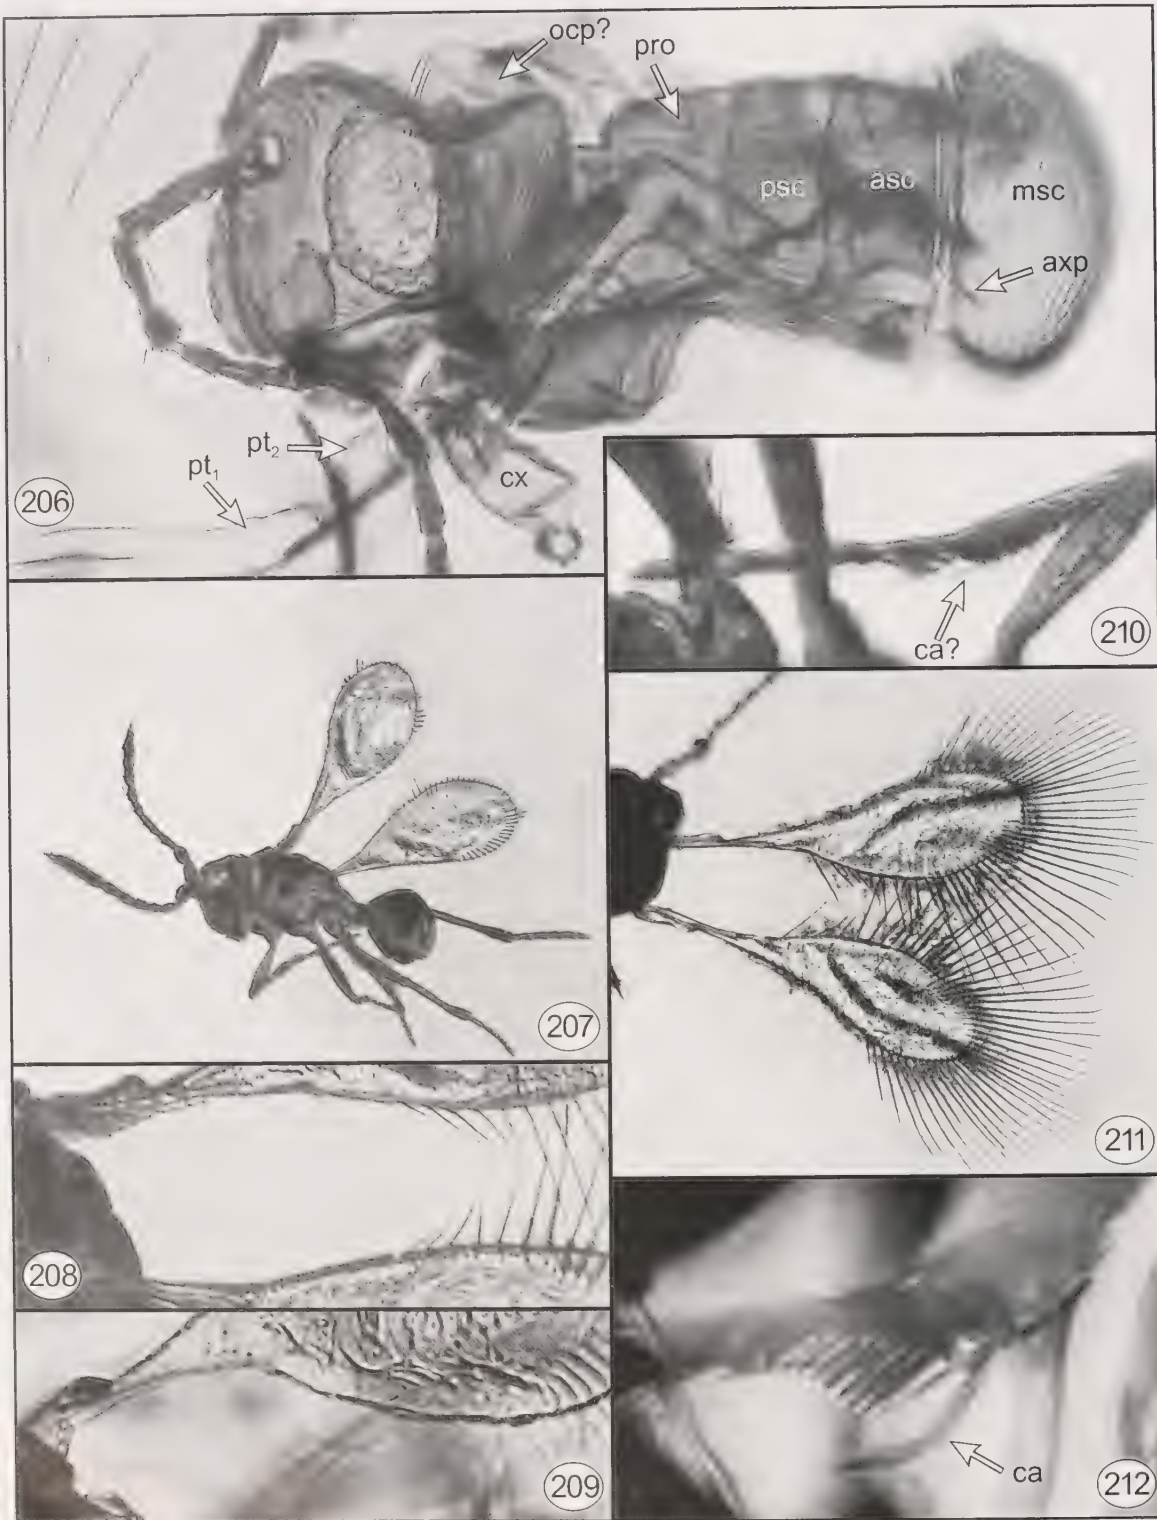 ocp?
pro
psc
asc
msc
axp
pt₂
pt₁
cx
206
ca?
210
207
211
208
209
ca
212